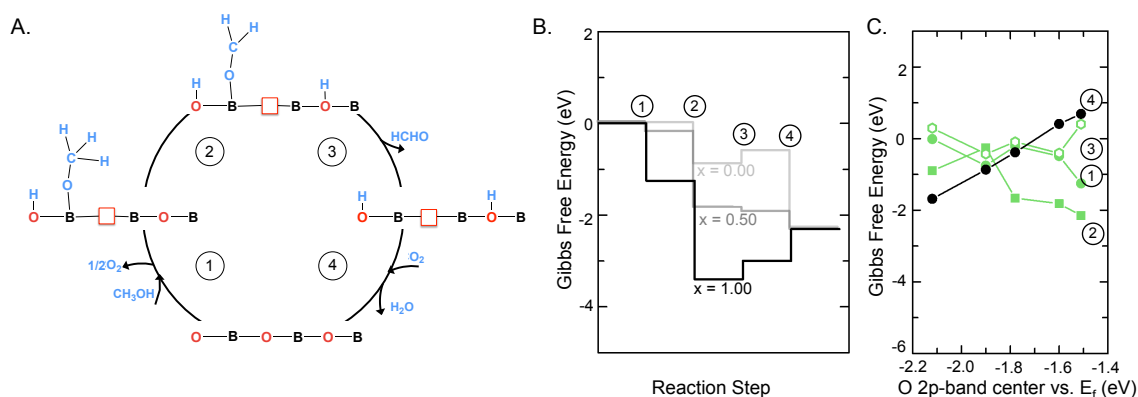 A.
H
H
C
O
H
O
B
B
H
O
B
2
3
HCHO
H
H
C
H
O
H
O
B
B
O
B
H
O
B
B
H
O
B
1
4
1/2O₂
CH₃OH
O₂
H₂O
O
B
O
B
O
B
B.
Gibbs Free Energy (eV)
2
0
-2
-4
1
2
3
4
x = 0.00
x = 0.50
x = 1.00
Reaction Step
C.
Gibbs Free Energy (eV)
2
0
-2
-4
-6
4
3
1
2
-2.2
-2.0
-1.8
-1.6
-1.4
O 2p-band center vs. E_f (eV)